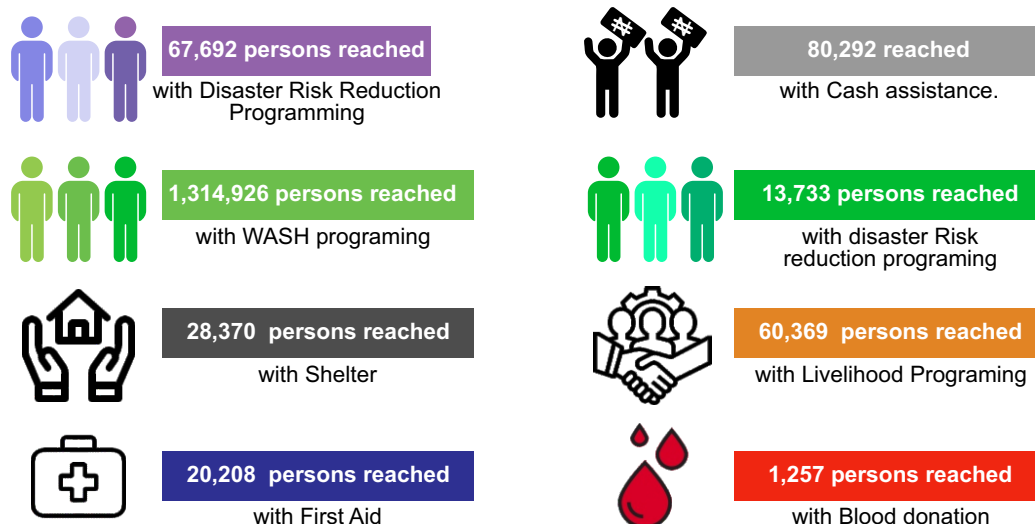 67,692 persons reached
with Disaster Risk Reduction
Programming
80,292 reached
with Cash assistance.
1,314,926 persons reached
with WASH programing
13,733 persons reached
with disaster Risk
reduction programing
28,370 persons reached
with Shelter
60,369 persons reached
with Livelihood Programing
20,208 persons reached
with First Aid
1,257 persons reached
with Blood donation